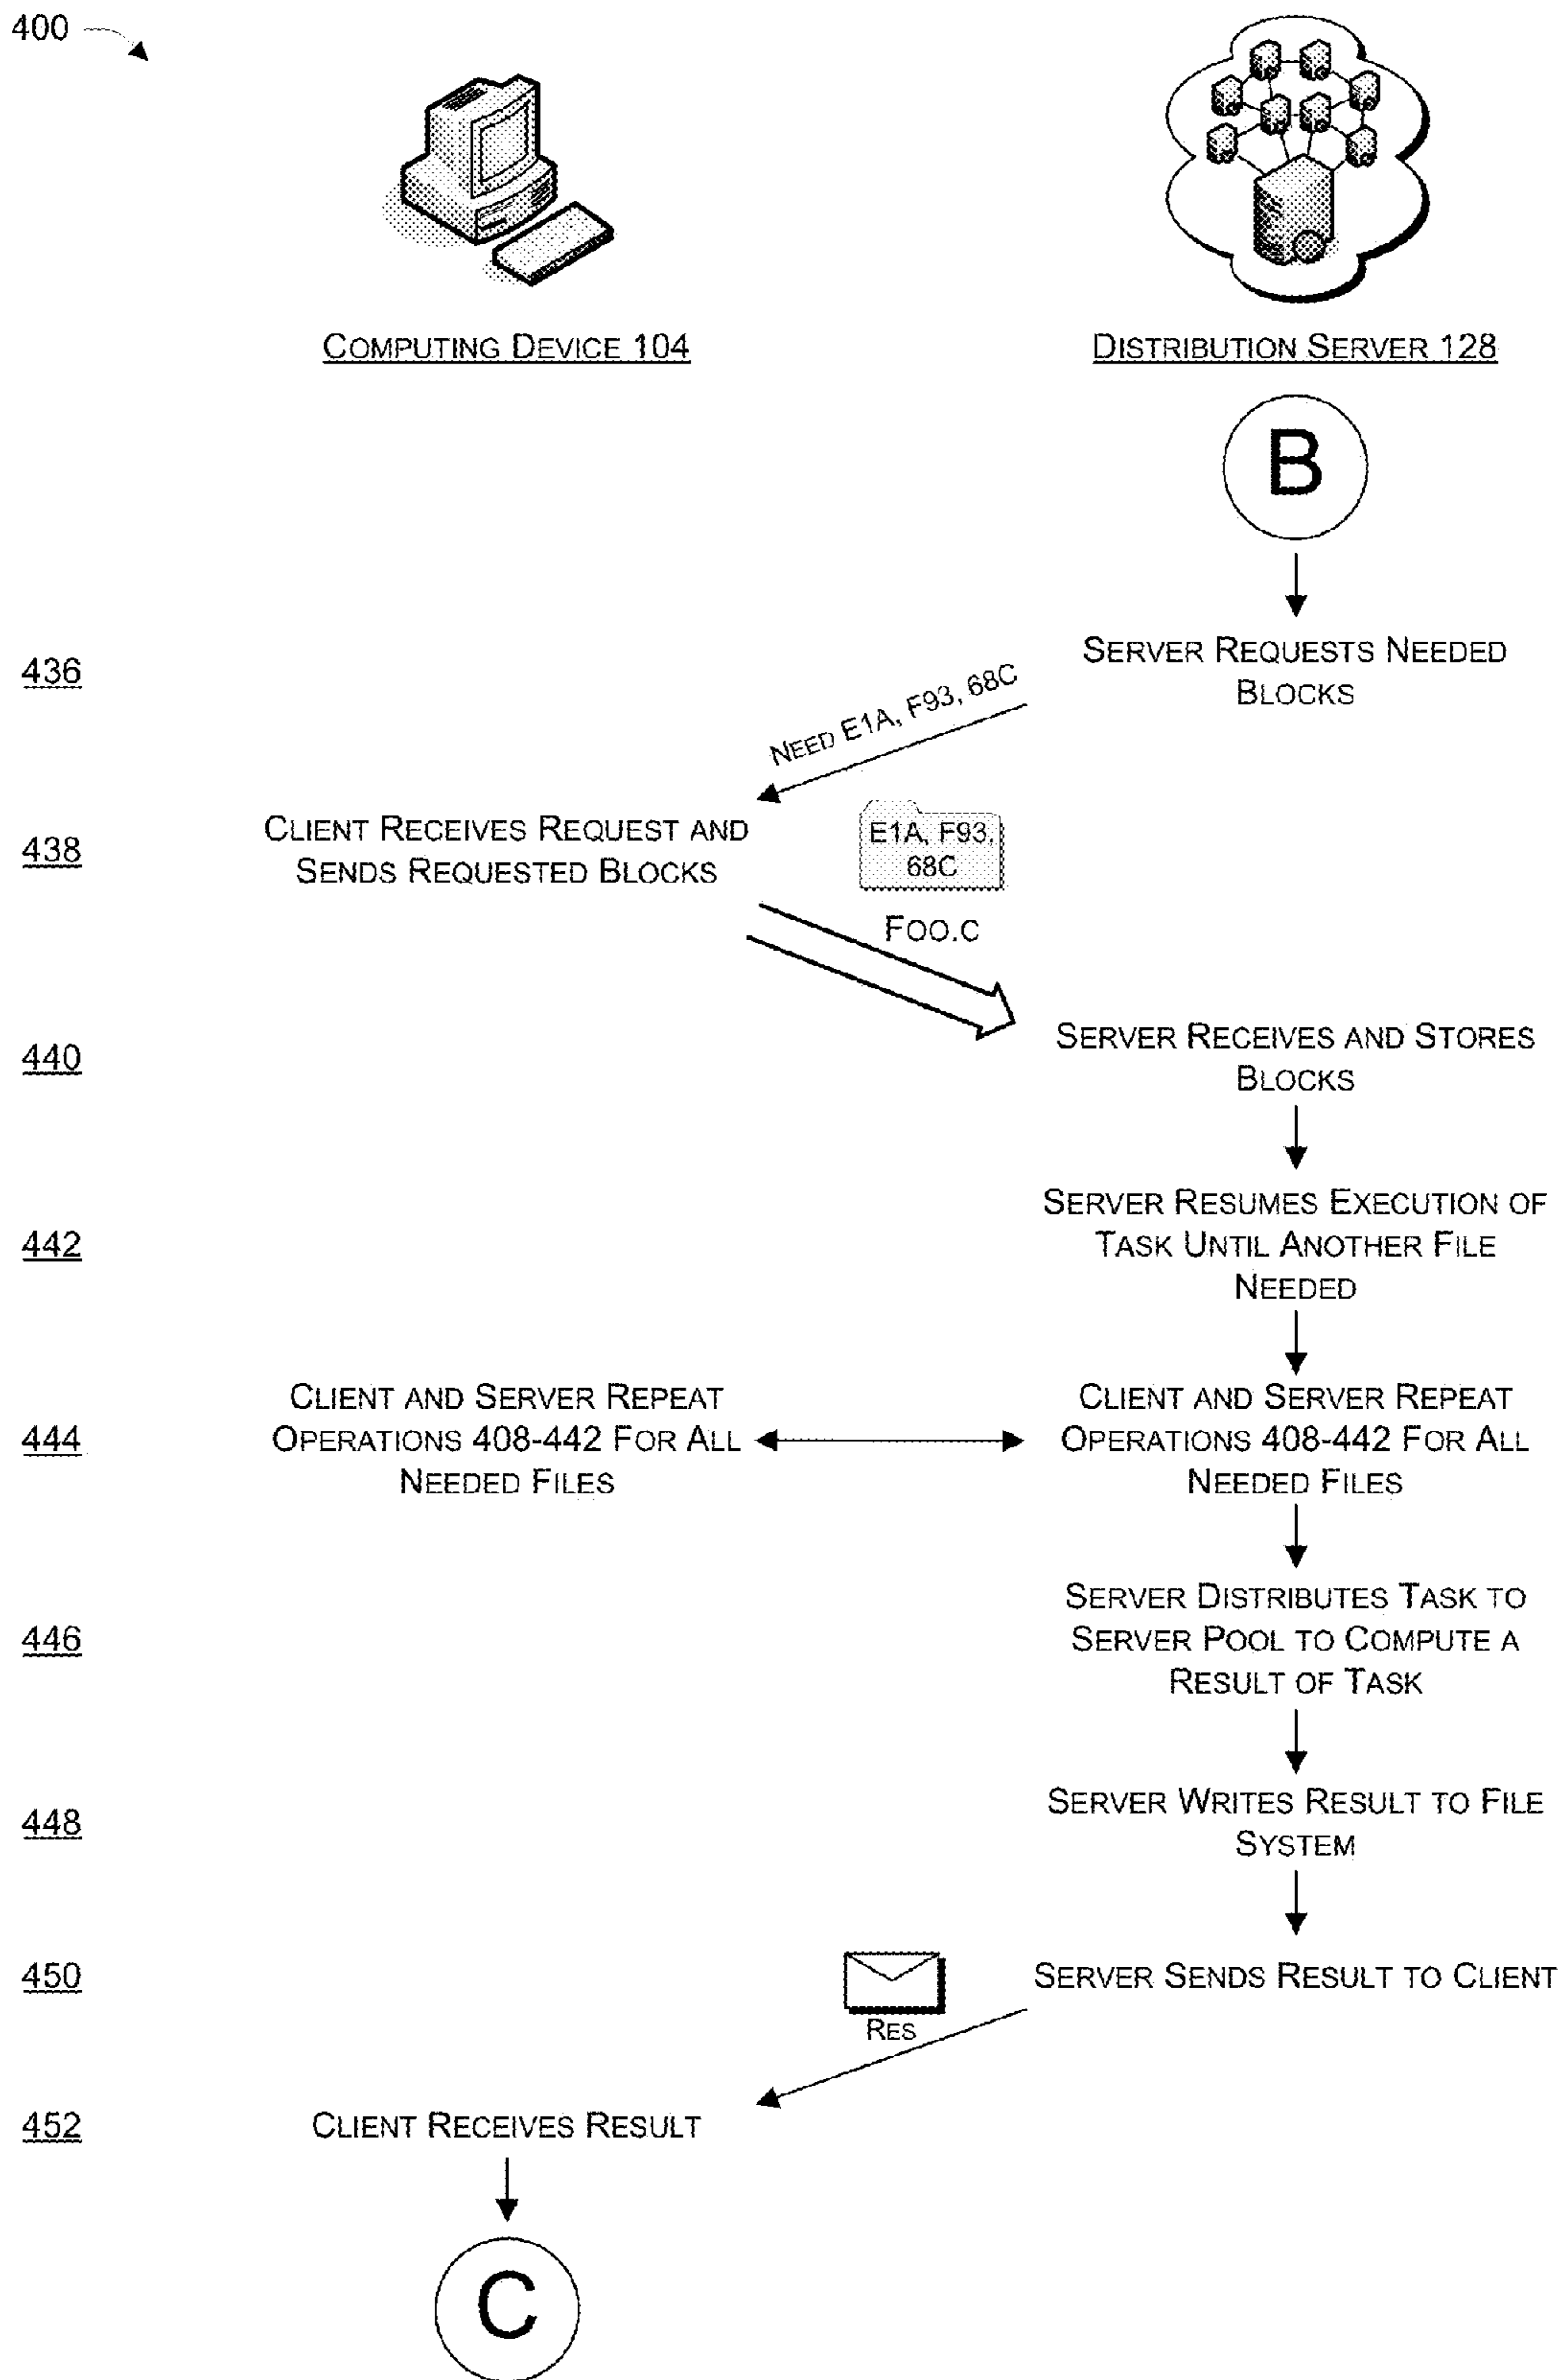 400
COMPUTING DEVICE 104
DISTRIBUTION SERVER 128
B
436
SERVER REQUESTS NEEDED
BLOCKS
NEED E1A, F93, 68C
438
CLIENT RECEIVES REQUEST AND
SENDS REQUESTED BLOCKS
E1A, F93,
68C
FOO.C
440
SERVER RECEIVES AND STORES
BLOCKS
442
SERVER RESUMES EXECUTION OF
TASK UNTIL ANOTHER FILE
NEEDED
444
CLIENT AND SERVER REPEAT
OPERATIONS 408-442 FOR ALL
NEEDED FILES
CLIENT AND SERVER REPEAT
OPERATIONS 408-442 FOR ALL
NEEDED FILES
446
SERVER DISTRIBUTES TASK TO
SERVER POOL TO COMPUTE A
RESULT OF TASK
448
SERVER WRITES RESULT TO FILE
SYSTEM
450
SERVER SENDS RESULT TO CLIENT
RES
452
CLIENT RECEIVES RESULT
C